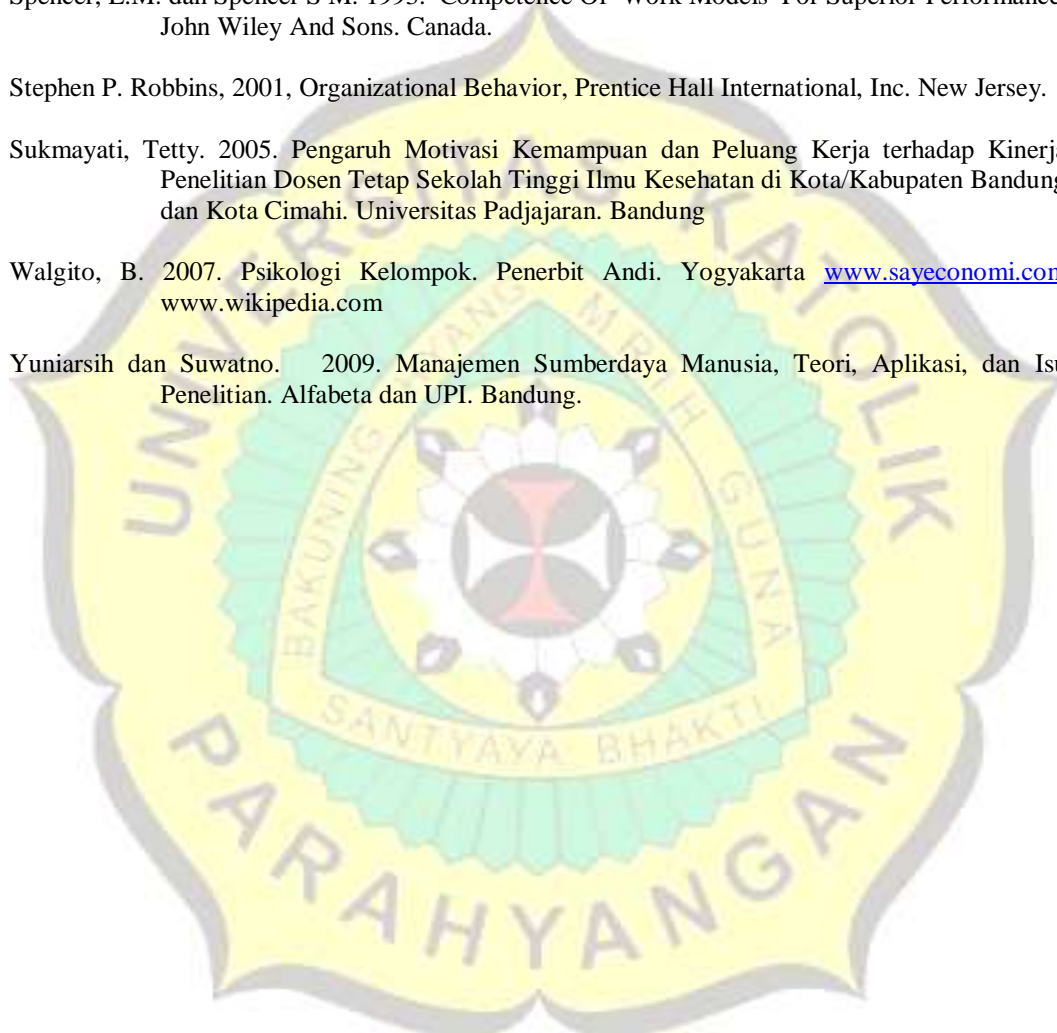 Spencer, L.M. dan Spencer S M. 1993. Competence Of Work Models For Superior Performance
John Wiley And Sons. Canada.
Stephen P. Robbins, 2001, Organizational Behavior, Prentice Hall International, Inc. New Jersey.
Sukmayati, Tetty. 2005. Pengaruh Motivasi Kemampuan dan Peluang Kerja terhadap Kinerja
Penelitian Dosen Tetap Sekolah Tinggi Ilmu Kesehatan di Kota/Kabupaten Bandung
dan Kota Cimahi. Universitas Padjajaran. Bandung
Walgito, B. 2007. Psikologi Kelompok. Penerbit Andi. Yogyakarta www.sayeconomi.com
www.wikipedia.com
Yuniarsih dan Suwatno. 2009. Manajemen Sumberdaya Manusia, Teori, Aplikasi, dan Isu
Penelitian. Alfabeta dan UPI. Bandung.
UNIVERSITAS KATOLIK
BAKUNING HYANG MRIH GUNA
SANTYAYA BHAKTI
PARAHYANGAN